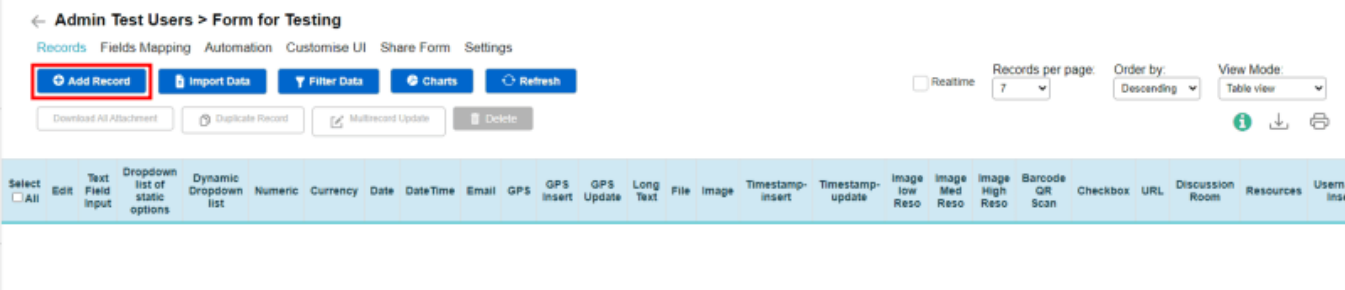 Admin Test Users > Form for Testing
Records Fields Mapping Automation Customise UI Share Form Settings
Add Record Import Data Filter Data Charts Refresh
Realtime
Records per page:
7
Order by:
Descending
View Mode:
Table view
Download All Attachment Duplicate Record Multirecord Update Delete
Select
All
Edit
Text
Field
Input
Dropdown
list of
static
options
Dynamic
Dropdown
list
Numeric
Currency
Date
DateTime
Email
GPS
GPS
insert
GPS
Update
Long
Text
File
Image
Timestamp-
insert
Timestamp-
update
Image
low
Reso
Image
Med
Reso
Image
High
Reso
Barcode
QR
Scan
Checkbox
URL
Discussion
Room
Resources
Usern
Inse